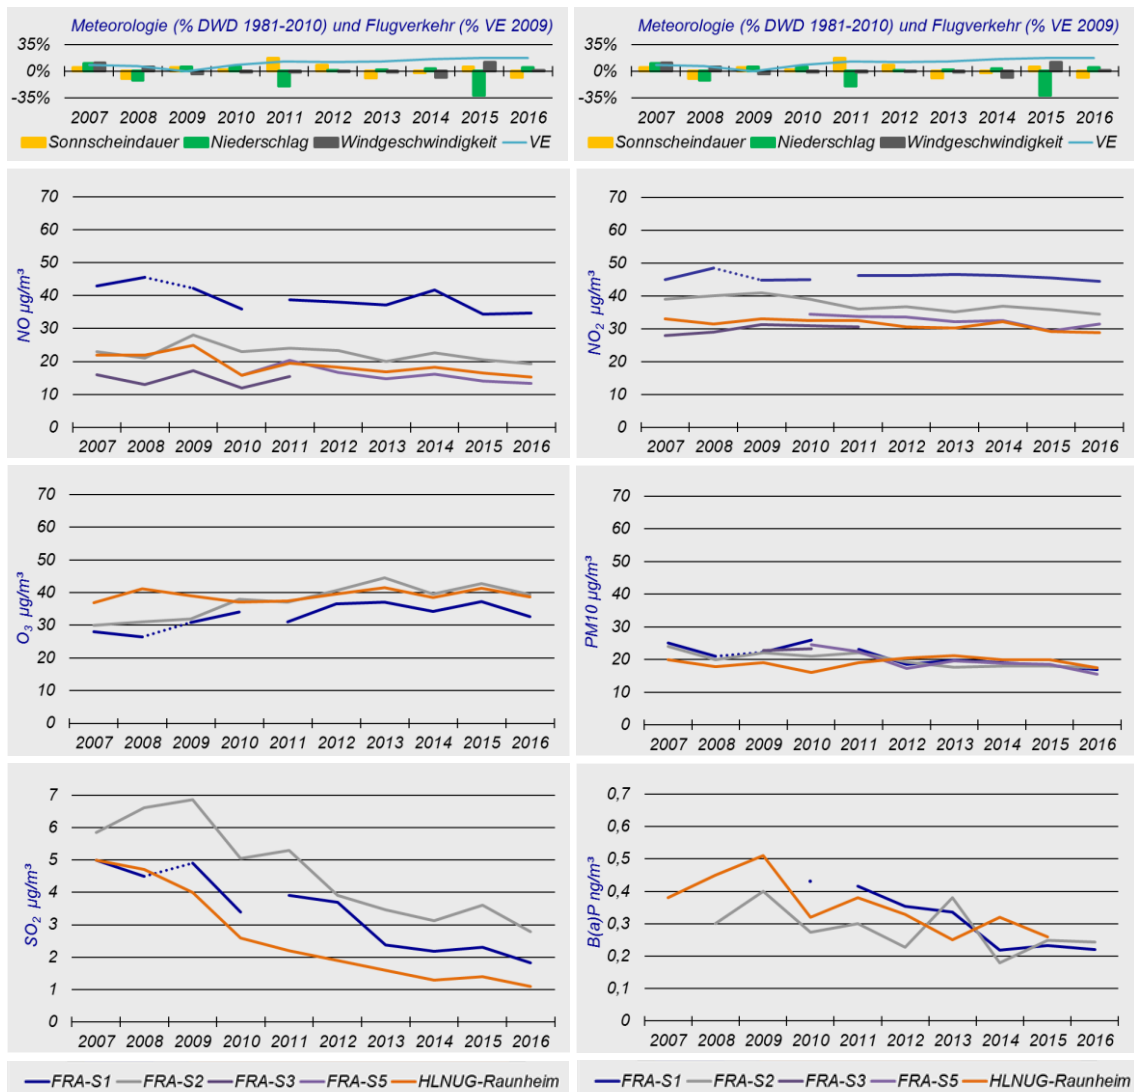 Meteorologie (% DWD 1981-2010) und Flugverkehr (% VE 2009)
35%
0%
-35%
2007 2008 2009 2010 2011 2012 2013 2014 2015 2016
Sonnscheindauer Niederschlag Windgeschwindigkeit VE
Meteorologie (% DWD 1981-2010) und Flugverkehr (% VE 2009)
35%
0%
-35%
2007 2008 2009 2010 2011 2012 2013 2014 2015 2016
Sonnscheindauer Niederschlag Windgeschwindigkeit VE
NO µg/m³
70
60
50
40
30
20
10
0
2007 2008 2009 2010 2011 2012 2013 2014 2015 2016
NO₂ µg/m³
70
60
50
40
30
20
10
0
2007 2008 2009 2010 2011 2012 2013 2014 2015 2016
O₃ µg/m³
70
60
50
40
30
20
10
0
2007 2008 2009 2010 2011 2012 2013 2014 2015 2016
PM10 µg/m³
70
60
50
40
30
20
10
0
2007 2008 2009 2010 2011 2012 2013 2014 2015 2016
SO₂ µg/m³
7
6
5
4
3
2
1
0
2007 2008 2009 2010 2011 2012 2013 2014 2015 2016
B(a)P ng/m³
0,7
0,6
0,5
0,4
0,3
0,2
0,1
0
2007 2008 2009 2010 2011 2012 2013 2014 2015 2016
FRA-S1 FRA-S2 FRA-S3 FRA-S5 HLNUG-Raunheim
FRA-S1 FRA-S2 FRA-S3 FRA-S5 HLNUG-Raunheim